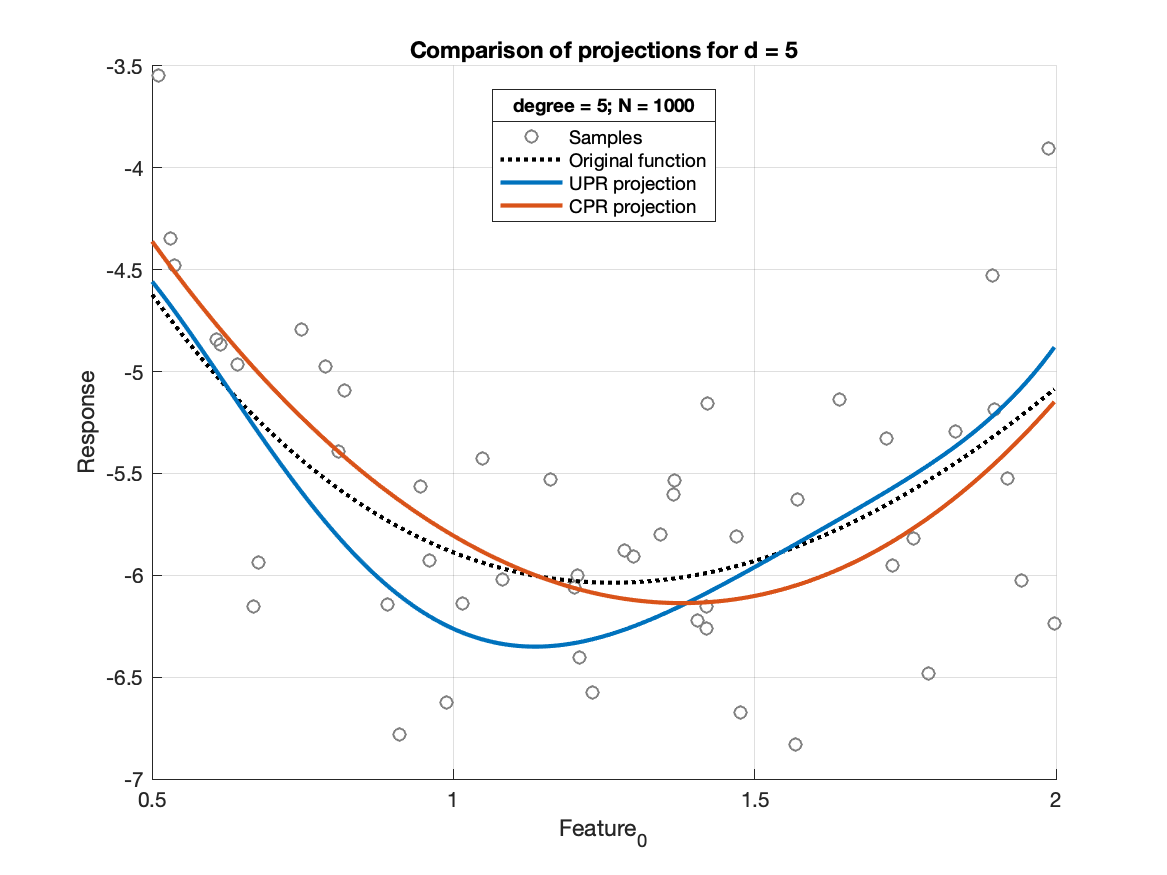 Comparison of projections for d = 5
degree = 5; N = 1000
Samples
Original function
UPR projection
CPR projection
Response
-3.5
-4
-4.5
-5
-5.5
-6
-6.5
-7
0.5 1 1.5 2
Feature0